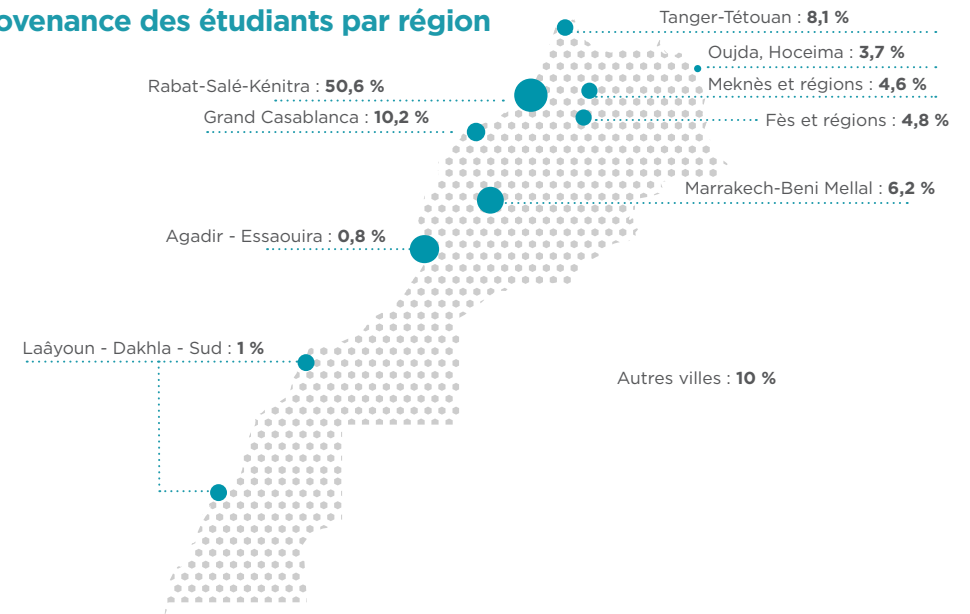 ovenance des étudiants par région
Tanger-Tétouan : 8,1 %
Oujda, Hoceima : 3,7 %
Rabat-Salé-Kénitra : 50,6 %
Meknès et régions : 4,6 %
Grand Casablanca : 10,2 %
Fès et régions : 4,8 %
Marrakech-Beni Mellal : 6,2 %
Agadir - Essaouira : 0,8 %
Laâyoun - Dakhla - Sud : 1 %
Autres villes : 10 %